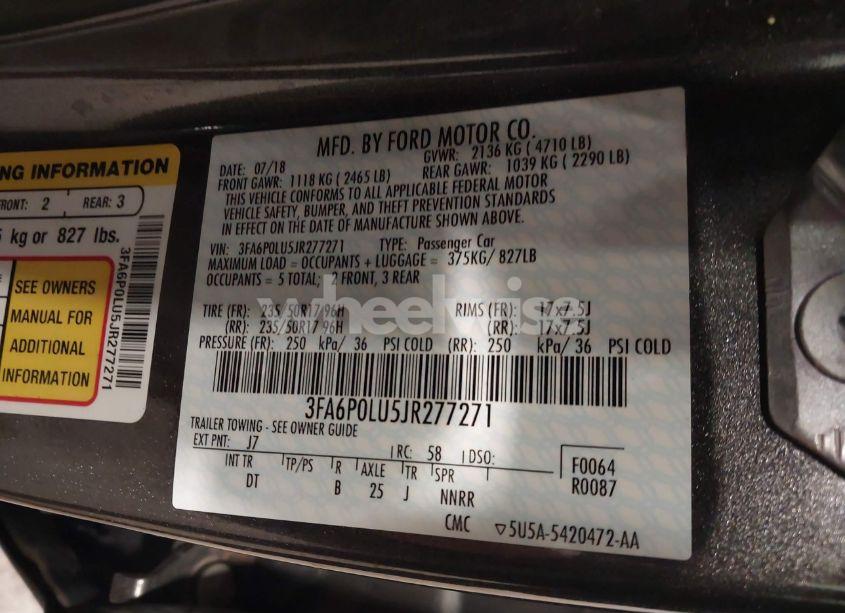 NG INFORMATION
FRONT: 2 REAR: 3
kg or 827 lbs.
SEE OWNERS
MANUAL FOR
ADDITIONAL
INFORMATION
3FA6P0LU5JR277271
MFD. BY FORD MOTOR CO.
DATE: 07/18 GVWR: 2136 KG ( 4710 LB)
FRONT GAWR: 1118 KG ( 2465 LB) REAR GAWR: 1039 KG ( 2290 LB)
THIS VEHICLE CONFORMS TO ALL APPLICABLE FEDERAL MOTOR
VEHICLE SAFETY, BUMPER, AND THEFT PREVENTION STANDARDS
IN EFFECT ON THE DATE OF MANUFACTURE SHOWN ABOVE.
VIN: 3FA6P0LU5JR277271 TYPE: Passenger Car
MAXIMUM LOAD = OCCUPANTS + LUGGAGE = 375KG/ 827LB
OCCUPANTS = 5 TOTAL; 2 FRONT, 3 REAR
wheelwise
TIRE (FR): 235/50R17 96H RIMS (FR): 17x7.5J
(RR): 235/50R17 96H (RR): 17x7.5J
PRESSURE (FR): 250 kPa/ 36 PSI COLD (RR): 250 kPa/ 36 PSI COLD
3FA6P0LU5JR277271
TRAILER TOWING - SEE OWNER GUIDE
EXT PNT: J7 RC: 58 DSO: F0064
INT TR TP/PS R AXLE TR SPR R0087
DT B 25 J NNRR
CMC 5U5A-5420472-AA